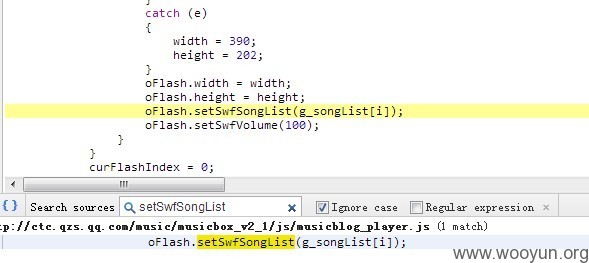 }
catch (e)
{
width = 390;
height = 202;
}
oFlash.width = width;
oFlash.height = height;
oFlash.setSwfSongList(g_songList[i]);
oFlash.setSwfVolume(100);
}
}
curFlashIndex = 0;
{} Search sources setSwfSongList Ignore case Regular expression
tp://ctc.qzs.qq.com/music/musicbox_v2_1/js/musicblog_player.js (1 match)
oFlash.setSwfSongList(g_songList[i]);
www.wooyun.org